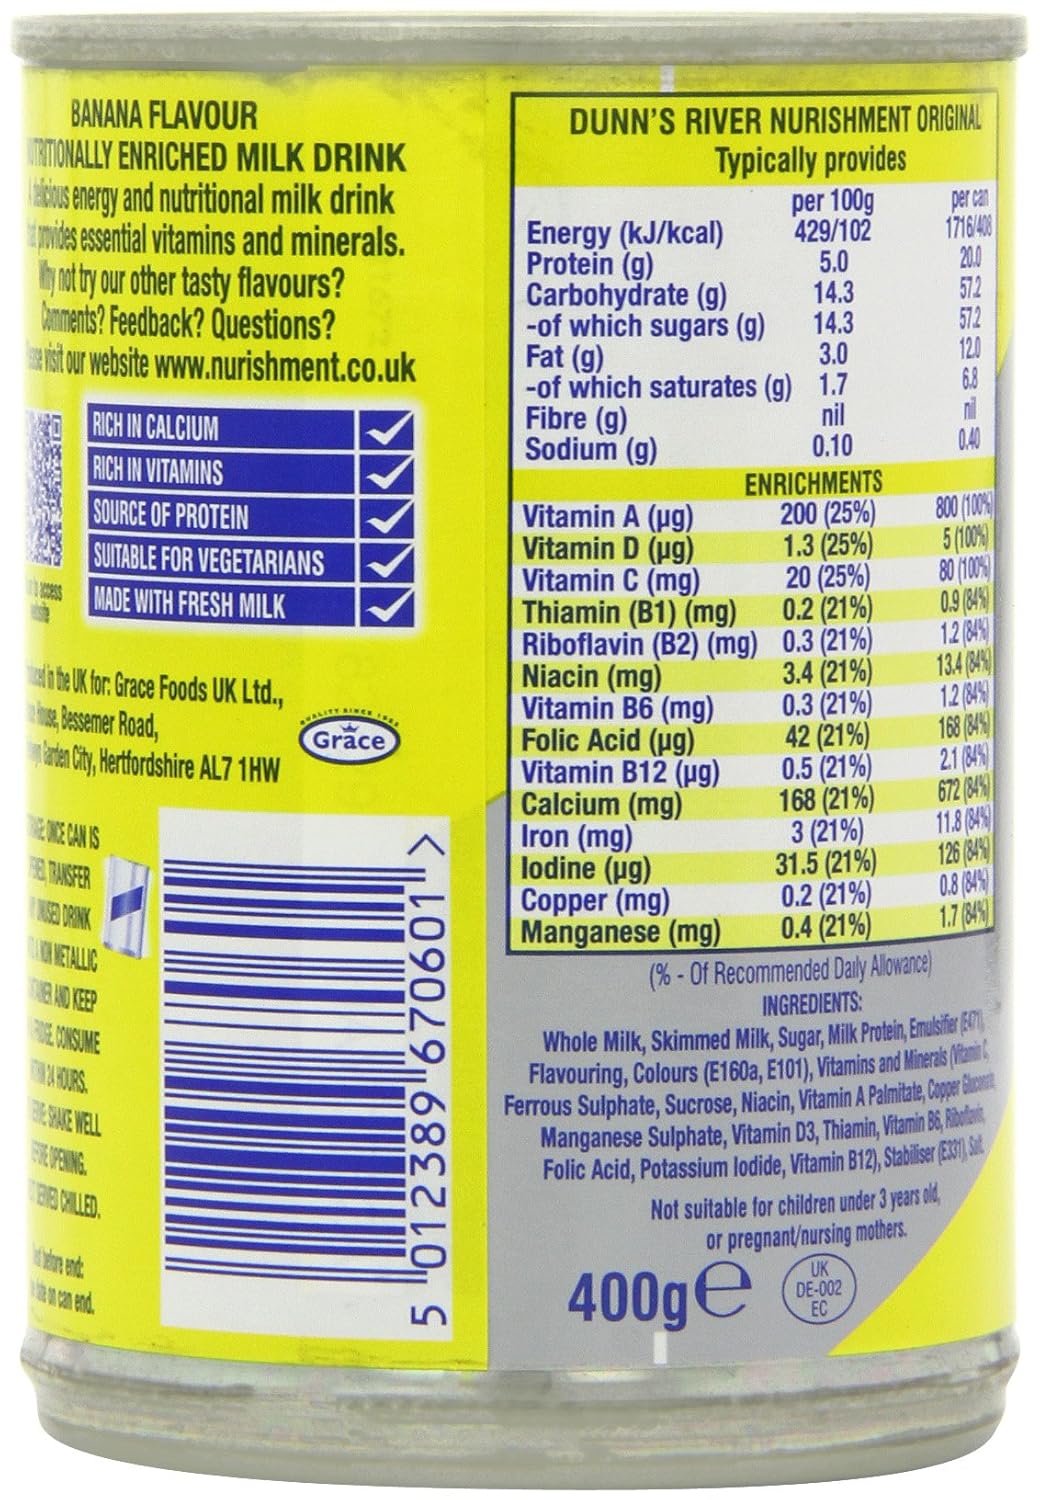 BANANA FLAVOUR
ENRICHED MILK DRINK
delicious energy and nutritional milk drink
provides essential vitamins and minerals.
Why not try our other tasty flavours?
Comments? Feedback? Questions?
visit our website www.nurishment.co.uk
RICH IN CALCIUM
RICH IN VITAMINS
SOURCE OF PROTEIN
SUITABLE FOR VEGETARIANS
MADE WITH FRESH MILK
to access
website
in the UK for: Grace Foods UK Ltd.,
House, Bessemer Road,
Garden City, Hertfordshire AL7 1HW
QUALITY SINCE 1922
Grace
ONCE CAN IS
TRANSFER
UNUSED DRINK
A NON METALLIC
AND KEEP
FRIDGE. CONSUME
24 HOURS.
SHAKE WELL
OPENING.
SERVED CHILLED.
before end:
date on can end.
5 012389 670601 >
DUNN'S RIVER NURISHMENT ORIGINAL
Typically provides
per 100g per can
Energy (kJ/kcal) 429/102 1716/408
Protein (g) 5.0 20.0
Carbohydrate (g) 14.3 57.2
-of which sugars (g) 14.3 57.2
Fat (g) 3.0 12.0
-of which saturates (g) 1.7 6.8
Fibre (g) nil nil
Sodium (g) 0.10 0.40
ENRICHMENTS
Vitamin A (µg) 200 (25%) 800 (100%)
Vitamin D (µg) 1.3 (25%) 5 (100%)
Vitamin C (mg) 20 (25%) 80 (100%)
Thiamin (B1) (mg) 0.2 (21%) 0.9 (84%)
Riboflavin (B2) (mg) 0.3 (21%) 1.2 (84%)
Niacin (mg) 3.4 (21%) 13.4 (84%)
Vitamin B6 (mg) 0.3 (21%) 1.2 (84%)
Folic Acid (µg) 42 (21%) 168 (84%)
Vitamin B12 (µg) 0.5 (21%) 2.1 (84%)
Calcium (mg) 168 (21%) 672 (84%)
Iron (mg) 3 (21%) 11.8 (84%)
Iodine (µg) 31.5 (21%) 126 (84%)
Copper (mg) 0.2 (21%) 0.8 (84%)
Manganese (mg) 0.4 (21%) 1.7 (84%)
(% - Of Recommended Daily Allowance)
INGREDIENTS:
Whole Milk, Skimmed Milk, Sugar, Milk Protein, Emulsifier (E471),
Flavouring, Colours (E160a, E101), Vitamins and Minerals (Vitamin C,
Ferrous Sulphate, Sucrose, Niacin, Vitamin A Palmitate, Copper Gluconate,
Manganese Sulphate, Vitamin D3, Thiamin, Vitamin B6, Riboflavin,
Folic Acid, Potassium Iodide, Vitamin B12), Stabiliser (E331), Salt.
Not suitable for children under 3 years old,
or pregnant/nursing mothers.
400g e
UK
DE-002
EC